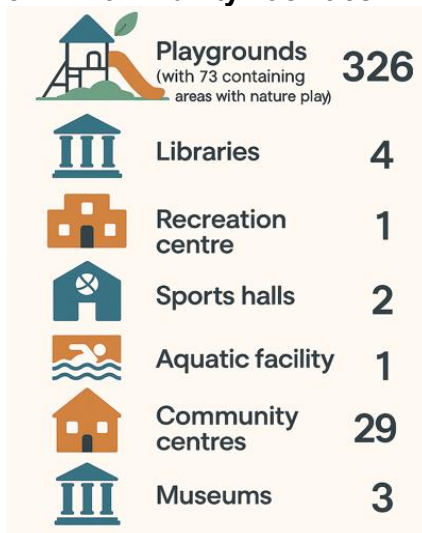 Playgrounds 326
(with 73 containing
areas with nature play)
Libraries 4
Recreation 1
centre
Sports halls 2
Aquatic facility 1
Community 29
centres
Museums 3